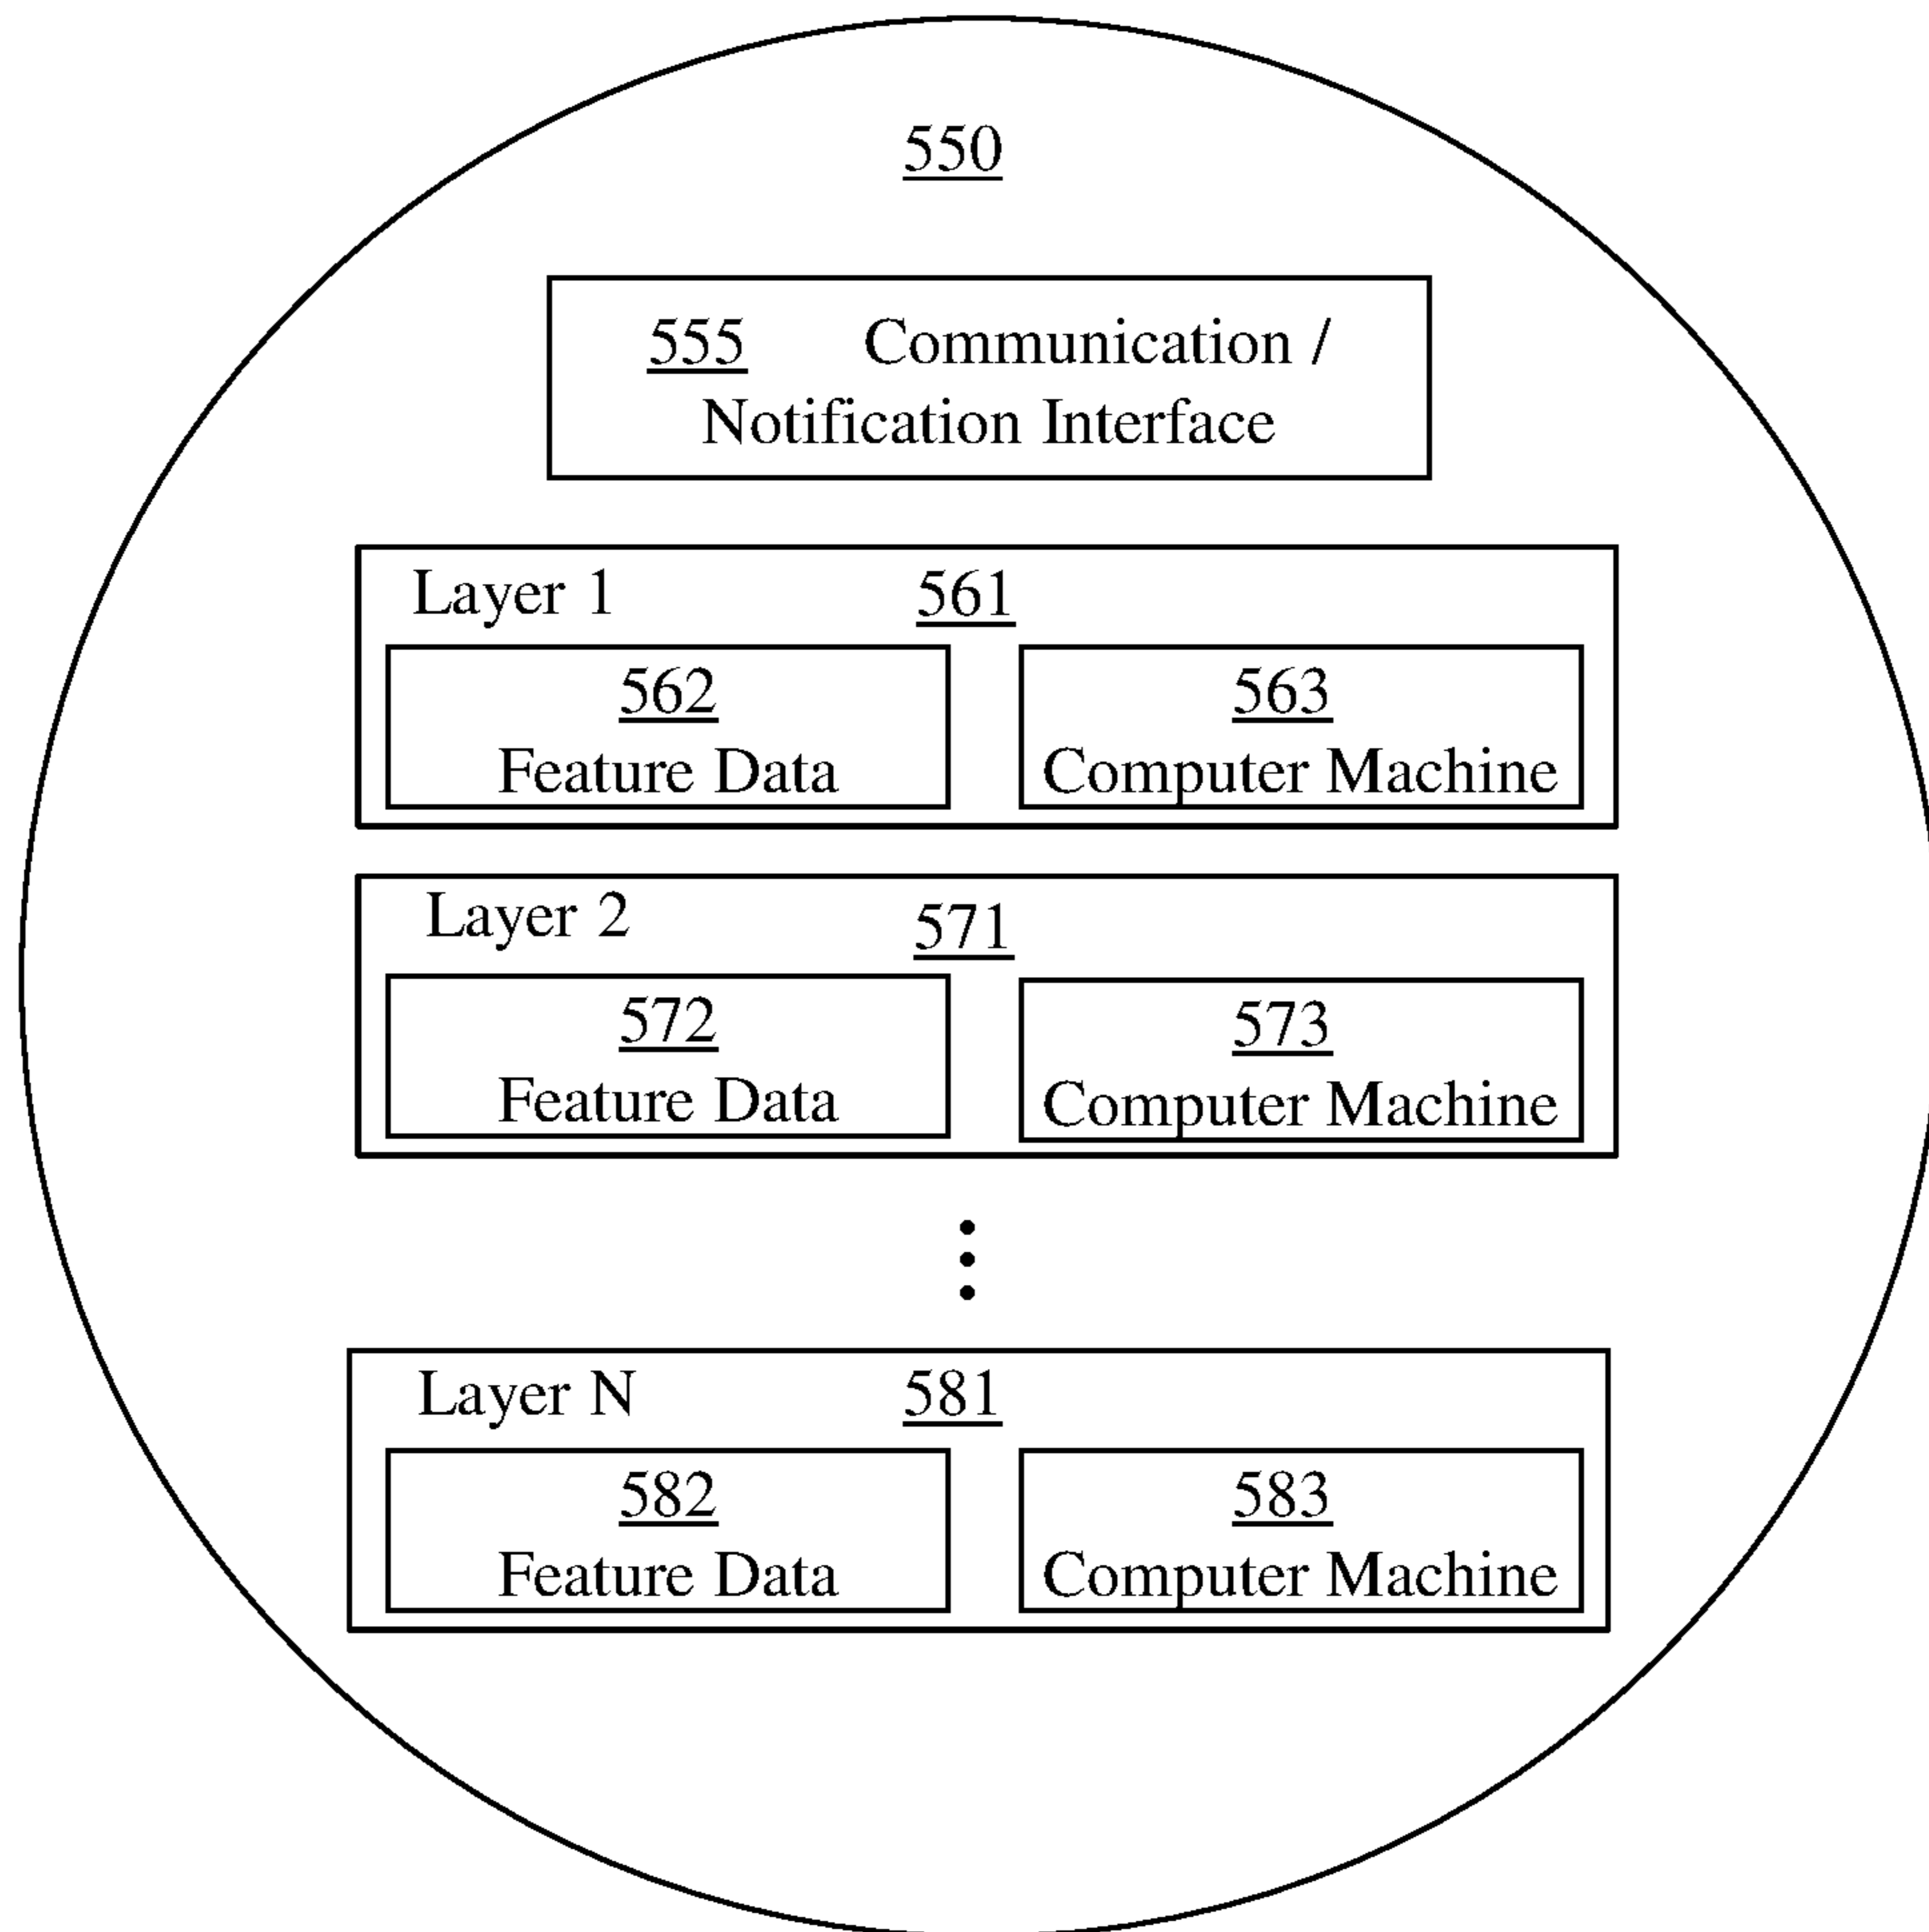 550
555 Communication /
Notification Interface
Layer 1 561
562
Feature Data
563
Computer Machine
Layer 2 571
572
Feature Data
573
Computer Machine
Layer N 581
582
Feature Data
583
Computer Machine